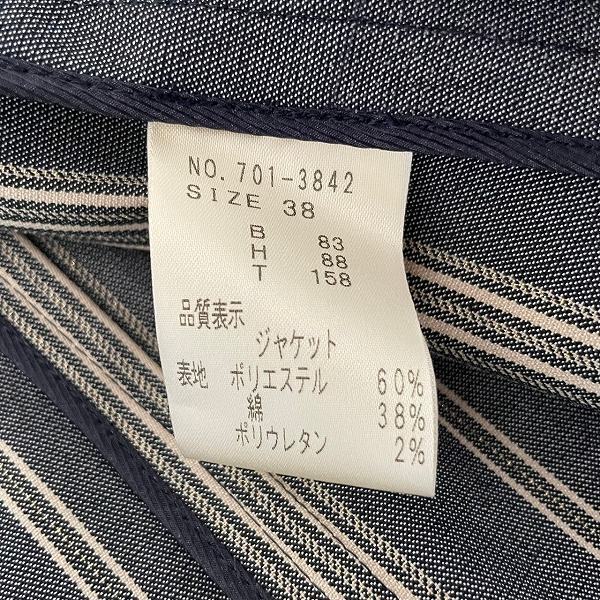 NO. 701-3842
SIZE 38
B 83
H 88
T 158
品質表示
ジャケット
表地 ポリエステル 60%
綿 38%
ポリウレタン 2%